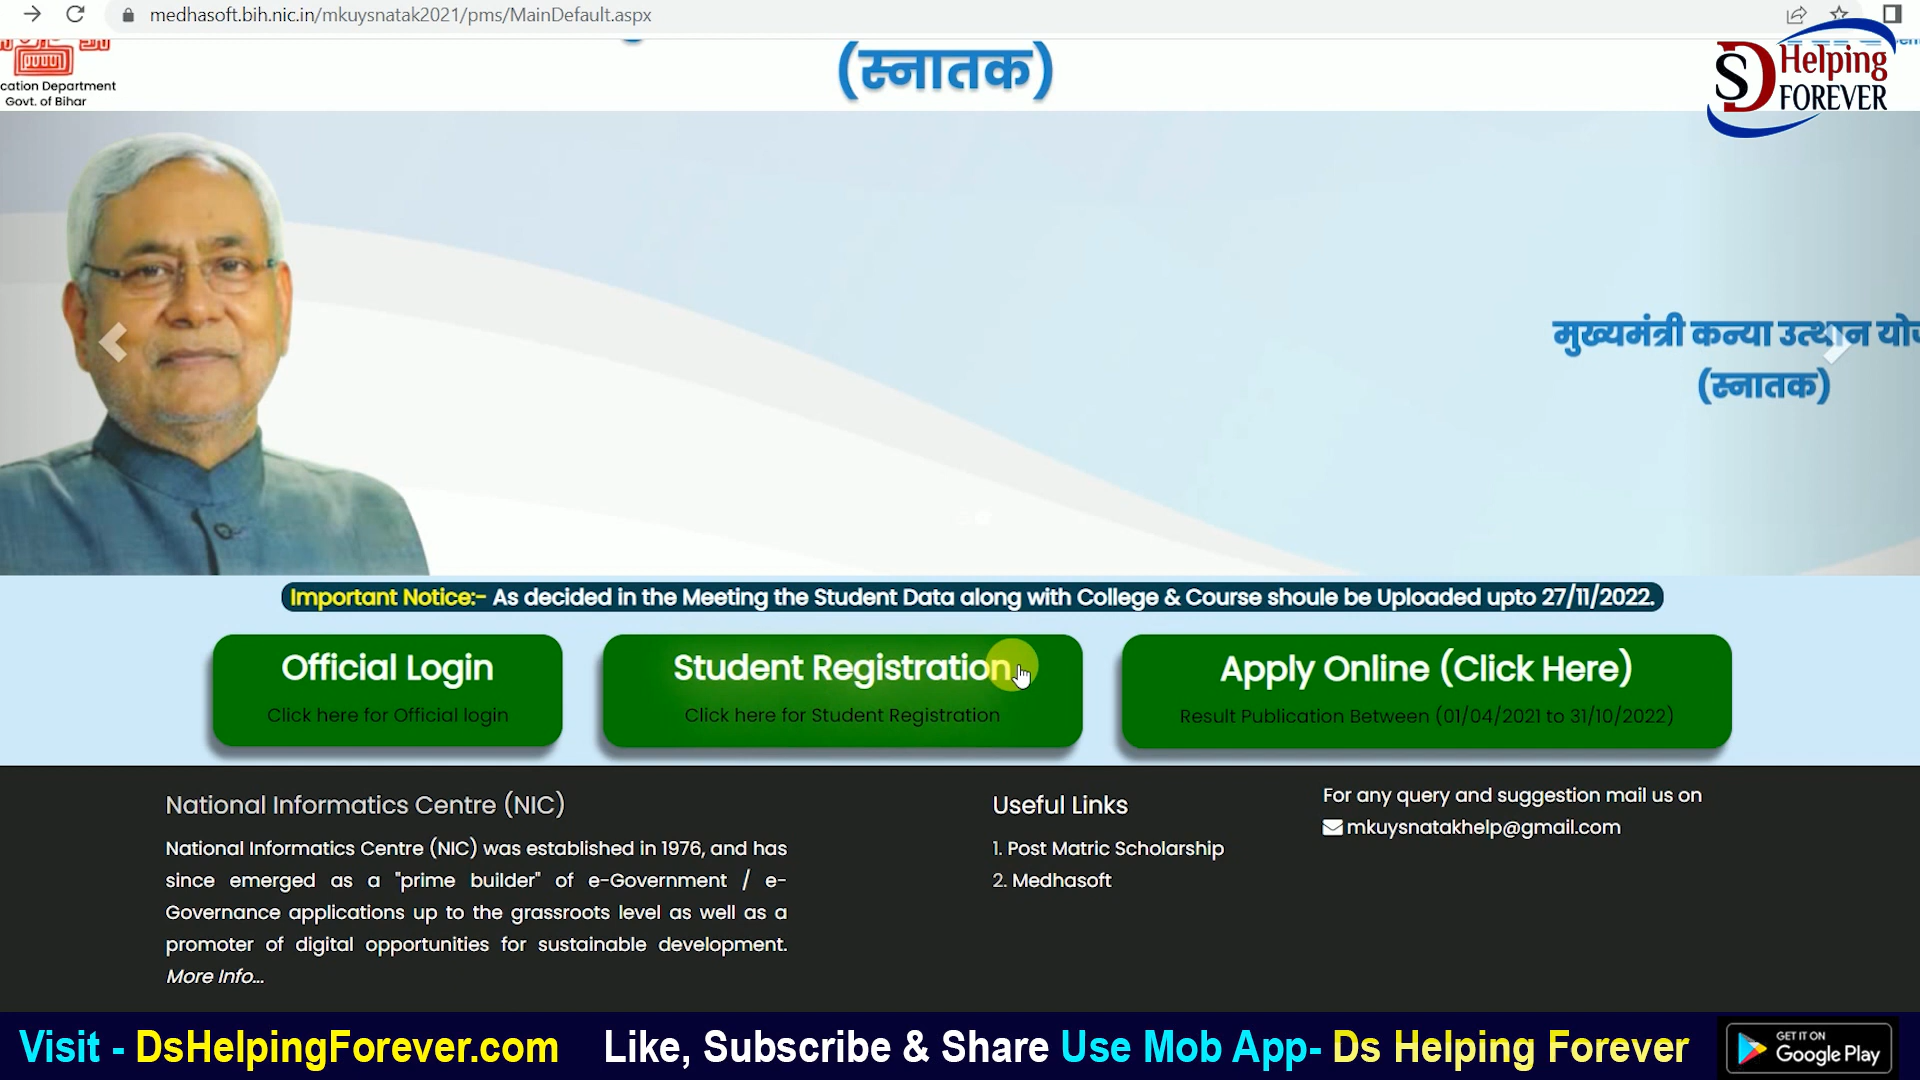 medhasoft.bih.nic.in/mkuysnatak2021/pms/MainDefault.aspx
(स्नातक)
cation Department
Govt. of Bihar
SD Helping
FOREVER
मुख्यमंत्री कन्या उत्थान
(स्नातक)
Important Notice:- As decided in the Meeting the Student Data along with College & Course shoule be Uploaded upto 27/11/2022.
Official Login
Click here for Official login
Student Registration
Click here for Student Registration
Apply Online (Click Here)
Result Publication Between (01/04/2021 to 31/10/2022)
National Informatics Centre (NIC)
National Informatics Centre (NIC) was established in 1976, and has
since emerged as a "prime builder" of e-Government / e-
Governance applications up to the grassroots level as well as a
promoter of digital opportunities for sustainable development.
More Info...
Useful Links
1. Post Matric Scholarship
2. Medhasoft
For any query and suggestion mail us on
mkuysnatakhelp@gmail.com
Visit - DsHelpingForever.com Like, Subscribe & Share Use Mob App- Ds Helping Forever
GET IT ON
Google Play